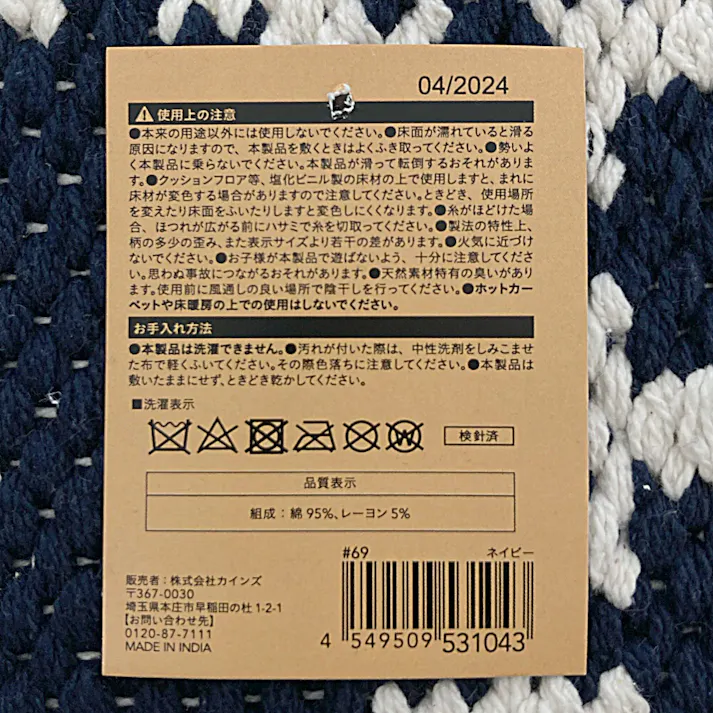 04/2024
使用上の注意
●本来の用途以外には使用しないでください。●床面が濡れていると滑る
原因になりますので、本製品を敷くときはよくふき取ってください。●勢いよ
く本製品に乗らないでください。本製品が滑って転倒するおそれがありま
す。●クッションフロア等、塩化ビニル製の床材の上で使用しますと、まれに
床材が変色する場合がありますので注意してください。ときどき、使用場所
を変えたり床面をふいたりしますと変色しにくくなります。●糸がほどけた場
合、ほつれが広がる前にハサミで糸を切取ってください。●製法の特性上、
柄の多少の歪み、また表示サイズより若干の差があります。●火気に近づけ
ないでください。●お子様が本製品で遊ばないよう、十分に注意してくださ
い。思わぬ事故につながるおそれがあります。●天然素材特有の臭いがあり
ます。使用前に風通しの良い場所で陰干しを行ってください。●ホットカー
ペットや床暖房の上での使用はしないでください。
お手入れ方法
●本製品は洗濯できません。●汚れが付いた際は、中性洗剤をしみこませ
た布で軽くふいてください。その際色落ちに注意してください。●本製品は
敷いたままにせず、ときどき乾かしてください。
■洗濯表示
W
検針済
品質表示
組成：綿 95%、レーヨン 5%
#69 ネイビー
販売者：株式会社カインズ
〒367-0030
埼玉県本庄市早稲田の杜 1-2-1
【お問い合わせ先】
0120-87-7111
MADE IN INDIA
4 549509 531043